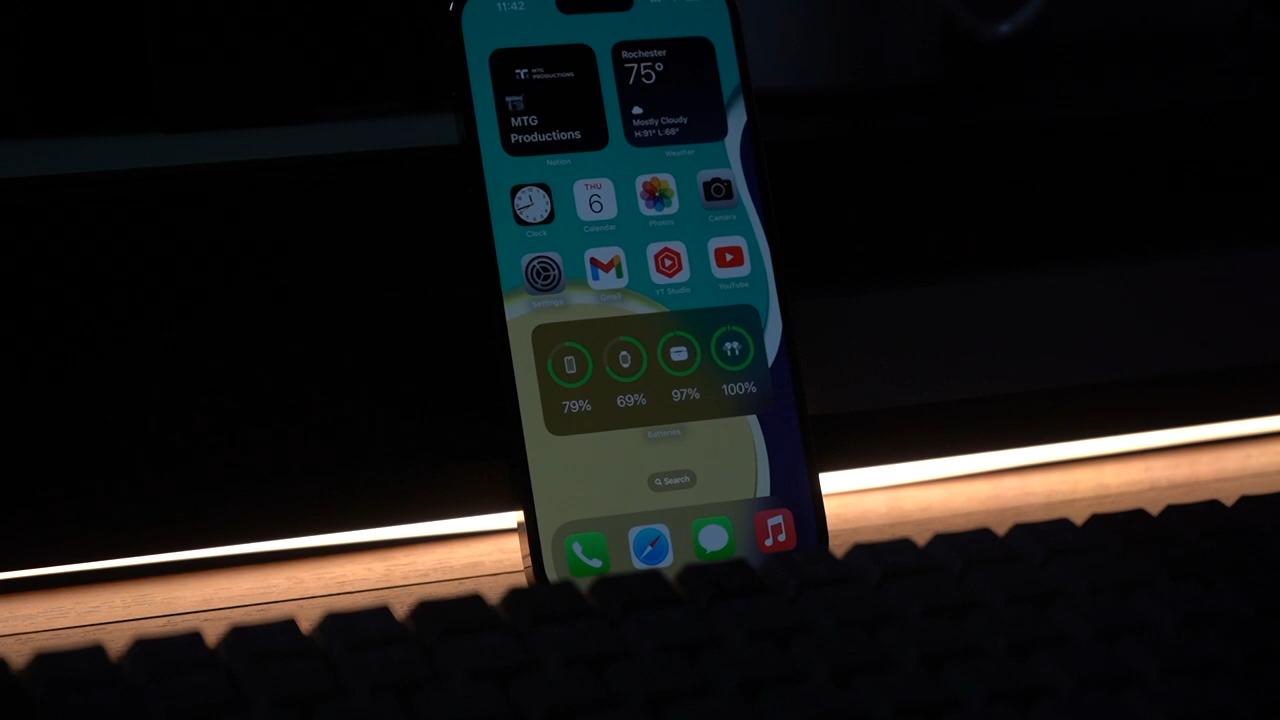 11:42
MTG
PRODUCTIONS
MTG
Productions
Notion
Rochester
75°
Mostly Cloudy
H:91° L:68°
Weather
Clock
THU
6
Calendar
Photos
Camera
Settings
Gmail
YT Studio
YouTube
79%
69%
97%
100%
Batteries
Search